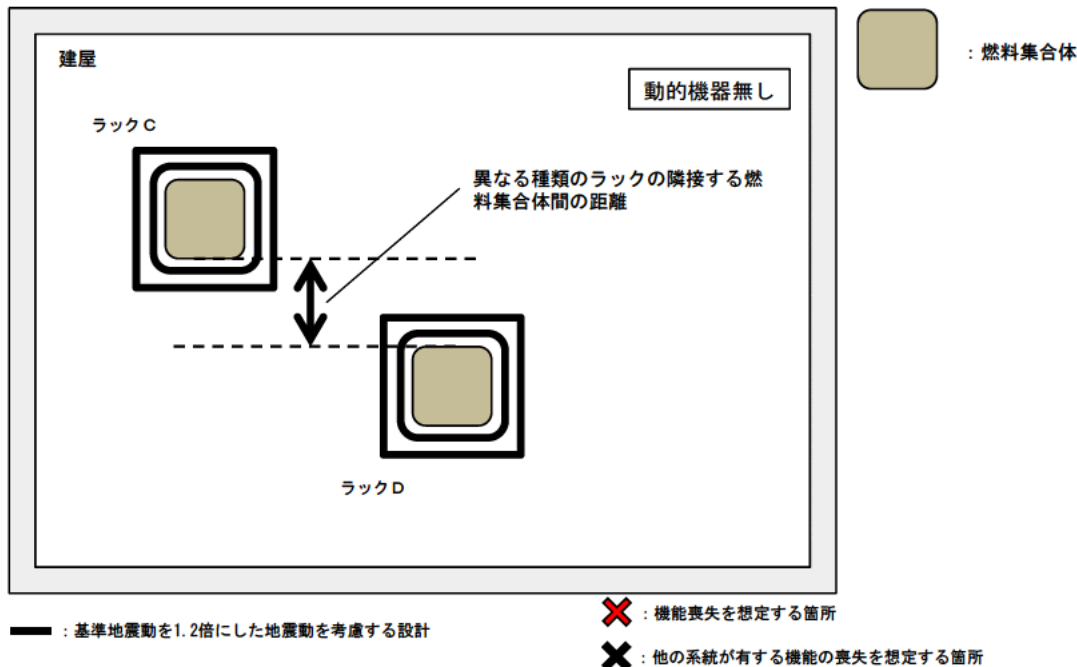 建屋
動的機器無し
：燃料集合体
ラックＣ
異なる種類のラックの隣接する燃
料集合体間の距離
ラックＤ
：基準地震動を1.2倍にした地震動を考慮する設計
：機能喪失を想定する箇所
：他の系統が有する機能の喪失を想定する箇所